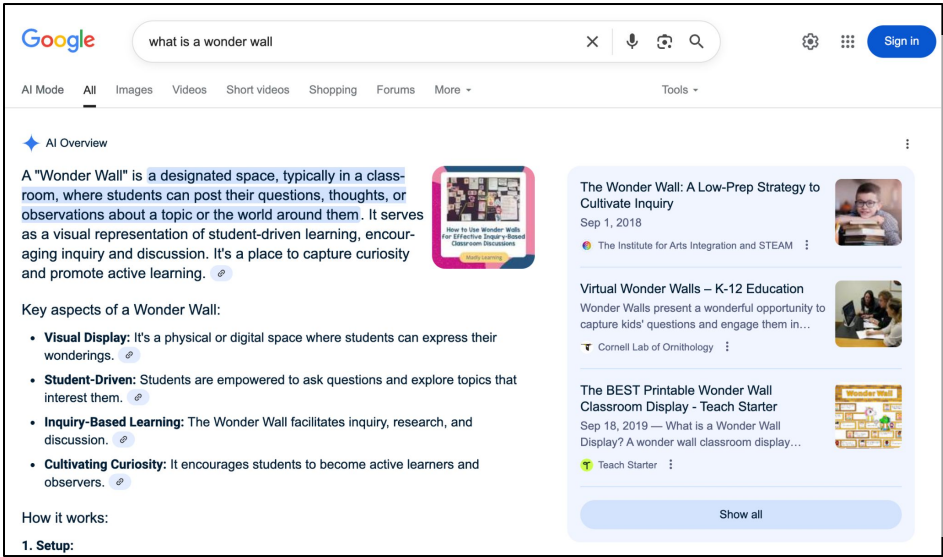 Google
what is a wonder wall
Sign in
AI Mode All Images Videos Short videos Shopping Forums More Tools
AI Overview
A "Wonder Wall" is a designated space, typically in a class-
room, where students can post their questions, thoughts, or
observations about a topic or the world around them. It serves
as a visual representation of student-driven learning, encour-
aging inquiry and discussion. It's a place to capture curiosity
and promote active learning.
How to Use Wonder Walls
for Effective Inquiry-Based
Classroom Discussions
Madly Learning
Key aspects of a Wonder Wall:
• Visual Display: It's a physical or digital space where students can express their
wonderings.
• Student-Driven: Students are empowered to ask questions and explore topics that
interest them.
• Inquiry-Based Learning: The Wonder Wall facilitates inquiry, research, and
discussion.
• Cultivating Curiosity: It encourages students to become active learners and
observers.
How it works:
1. Setup:
The Wonder Wall: A Low-Prep Strategy to
Cultivate Inquiry
Sep 1, 2018
The Institute for Arts Integration and STEAM
Virtual Wonder Walls – K-12 Education
Wonder Walls present a wonderful opportunity to
capture kids' questions and engage them in...
Cornell Lab of Ornithology
The BEST Printable Wonder Wall
Classroom Display - Teach Starter
Sep 18, 2019 — What is a Wonder Wall
Display? A wonder wall classroom display...
Teach Starter
Wonder Wall
Show all